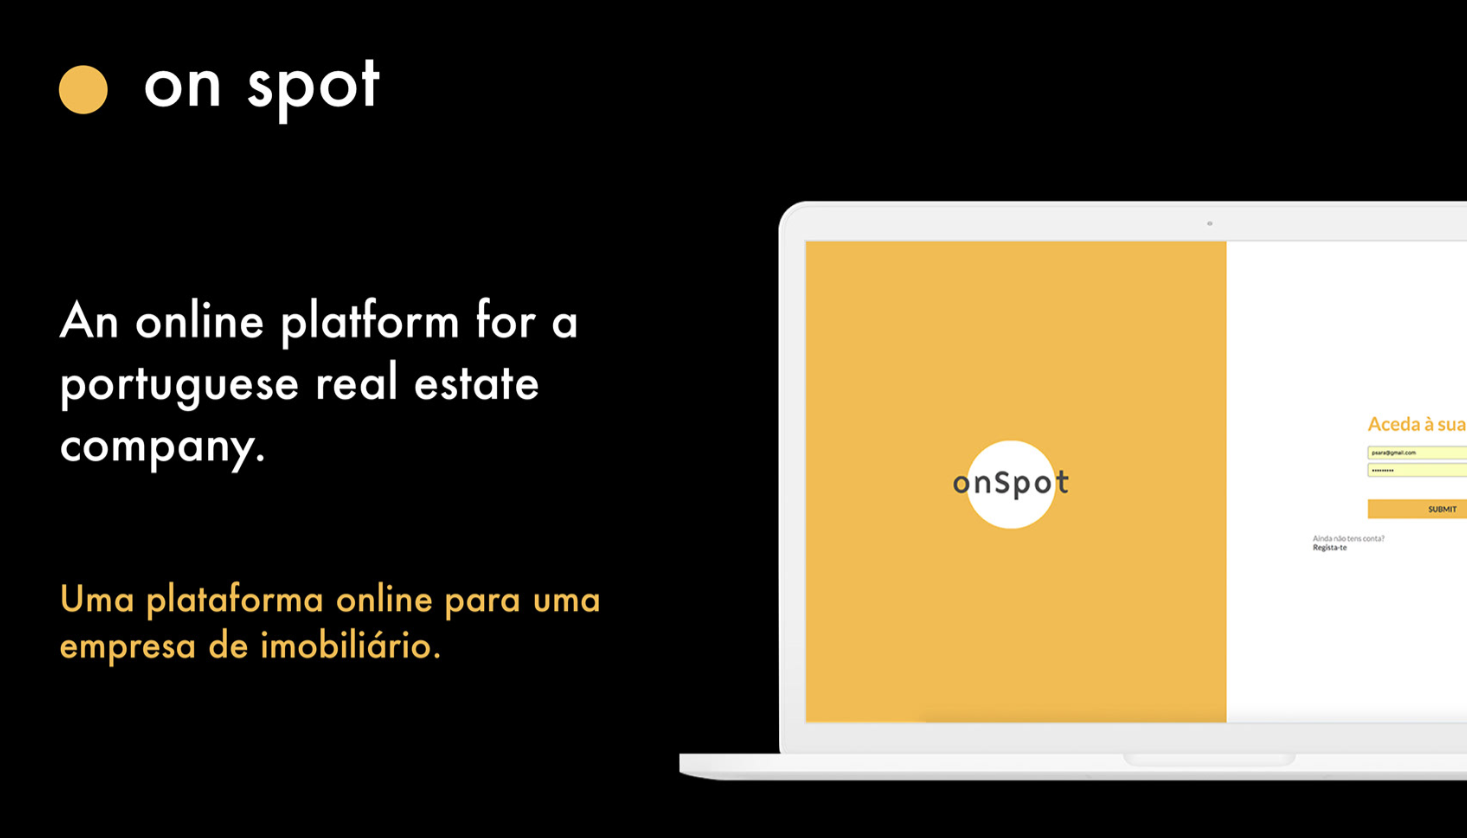 on spot
An online platform for a
portuguese real estate
company.
Uma plataforma online para uma
empresa de imobiliário.
onSpot
Aceda à sua
psara@gmail.com
•••••••••
SUBMIT
Ainda não tens conta?
Regista-te